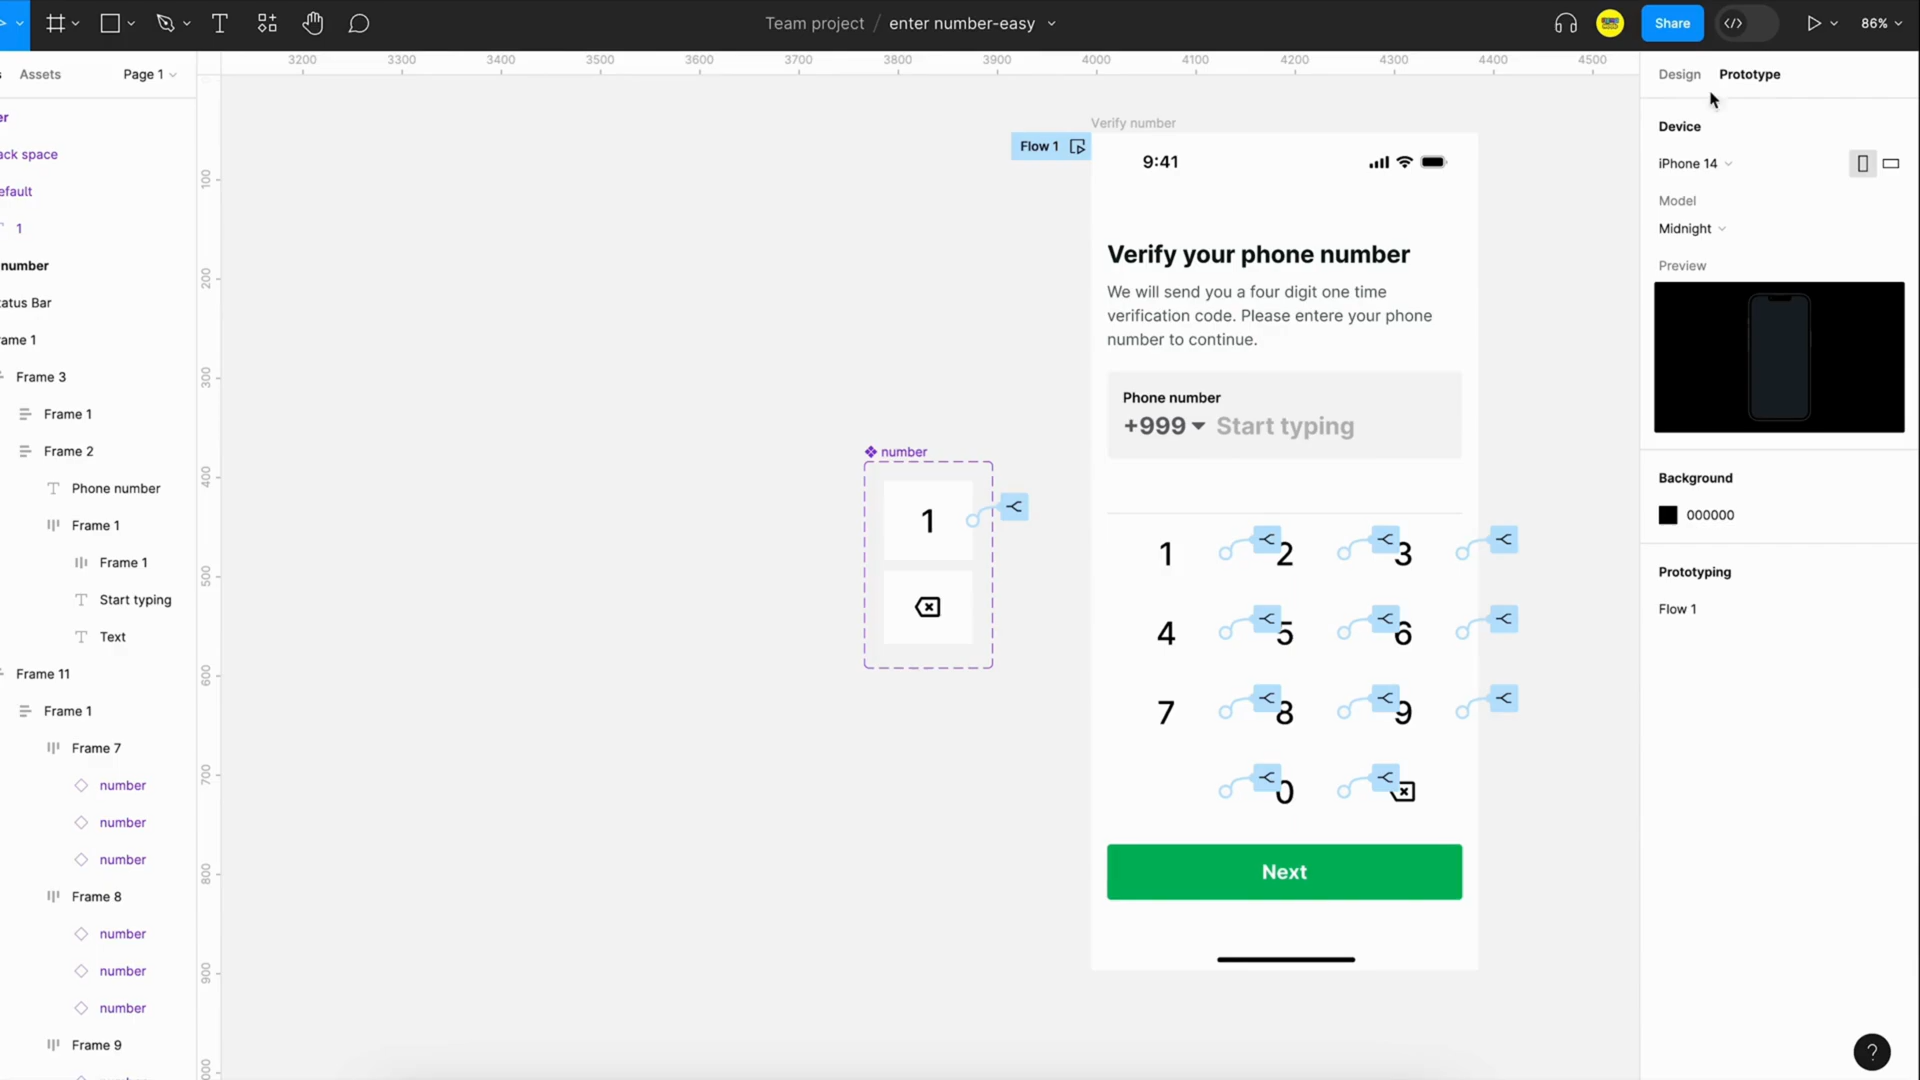 Team project / enter number-easy
Share
86%
s
Assets
Page 1
3200 3300 3400 3500 3600 3700 3800 3900 4000 4100 4200 4300 4400 4500
Design
Prototype
er
ack space
efault
1
number
tatus Bar
rame 1
Frame 3
Frame 1
Frame 2
Phone number
Frame 1
Frame 1
Start typing
Text
Frame 11
Frame 1
Frame 7
number
number
number
Frame 8
number
number
number
Frame 9
100
200
300
400
500
600
700
800
900
number
1
Verify number
Flow 1
9:41
Verify your phone number
We will send you a four digit one time
verification code. Please entere your phone
number to continue.
Phone number
+999 Start typing
1 2 3
4 5 6
7 8 9
0
Next
Device
iPhone 14
Model
Midnight
Preview
Background
000000
Prototyping
Flow 1
?